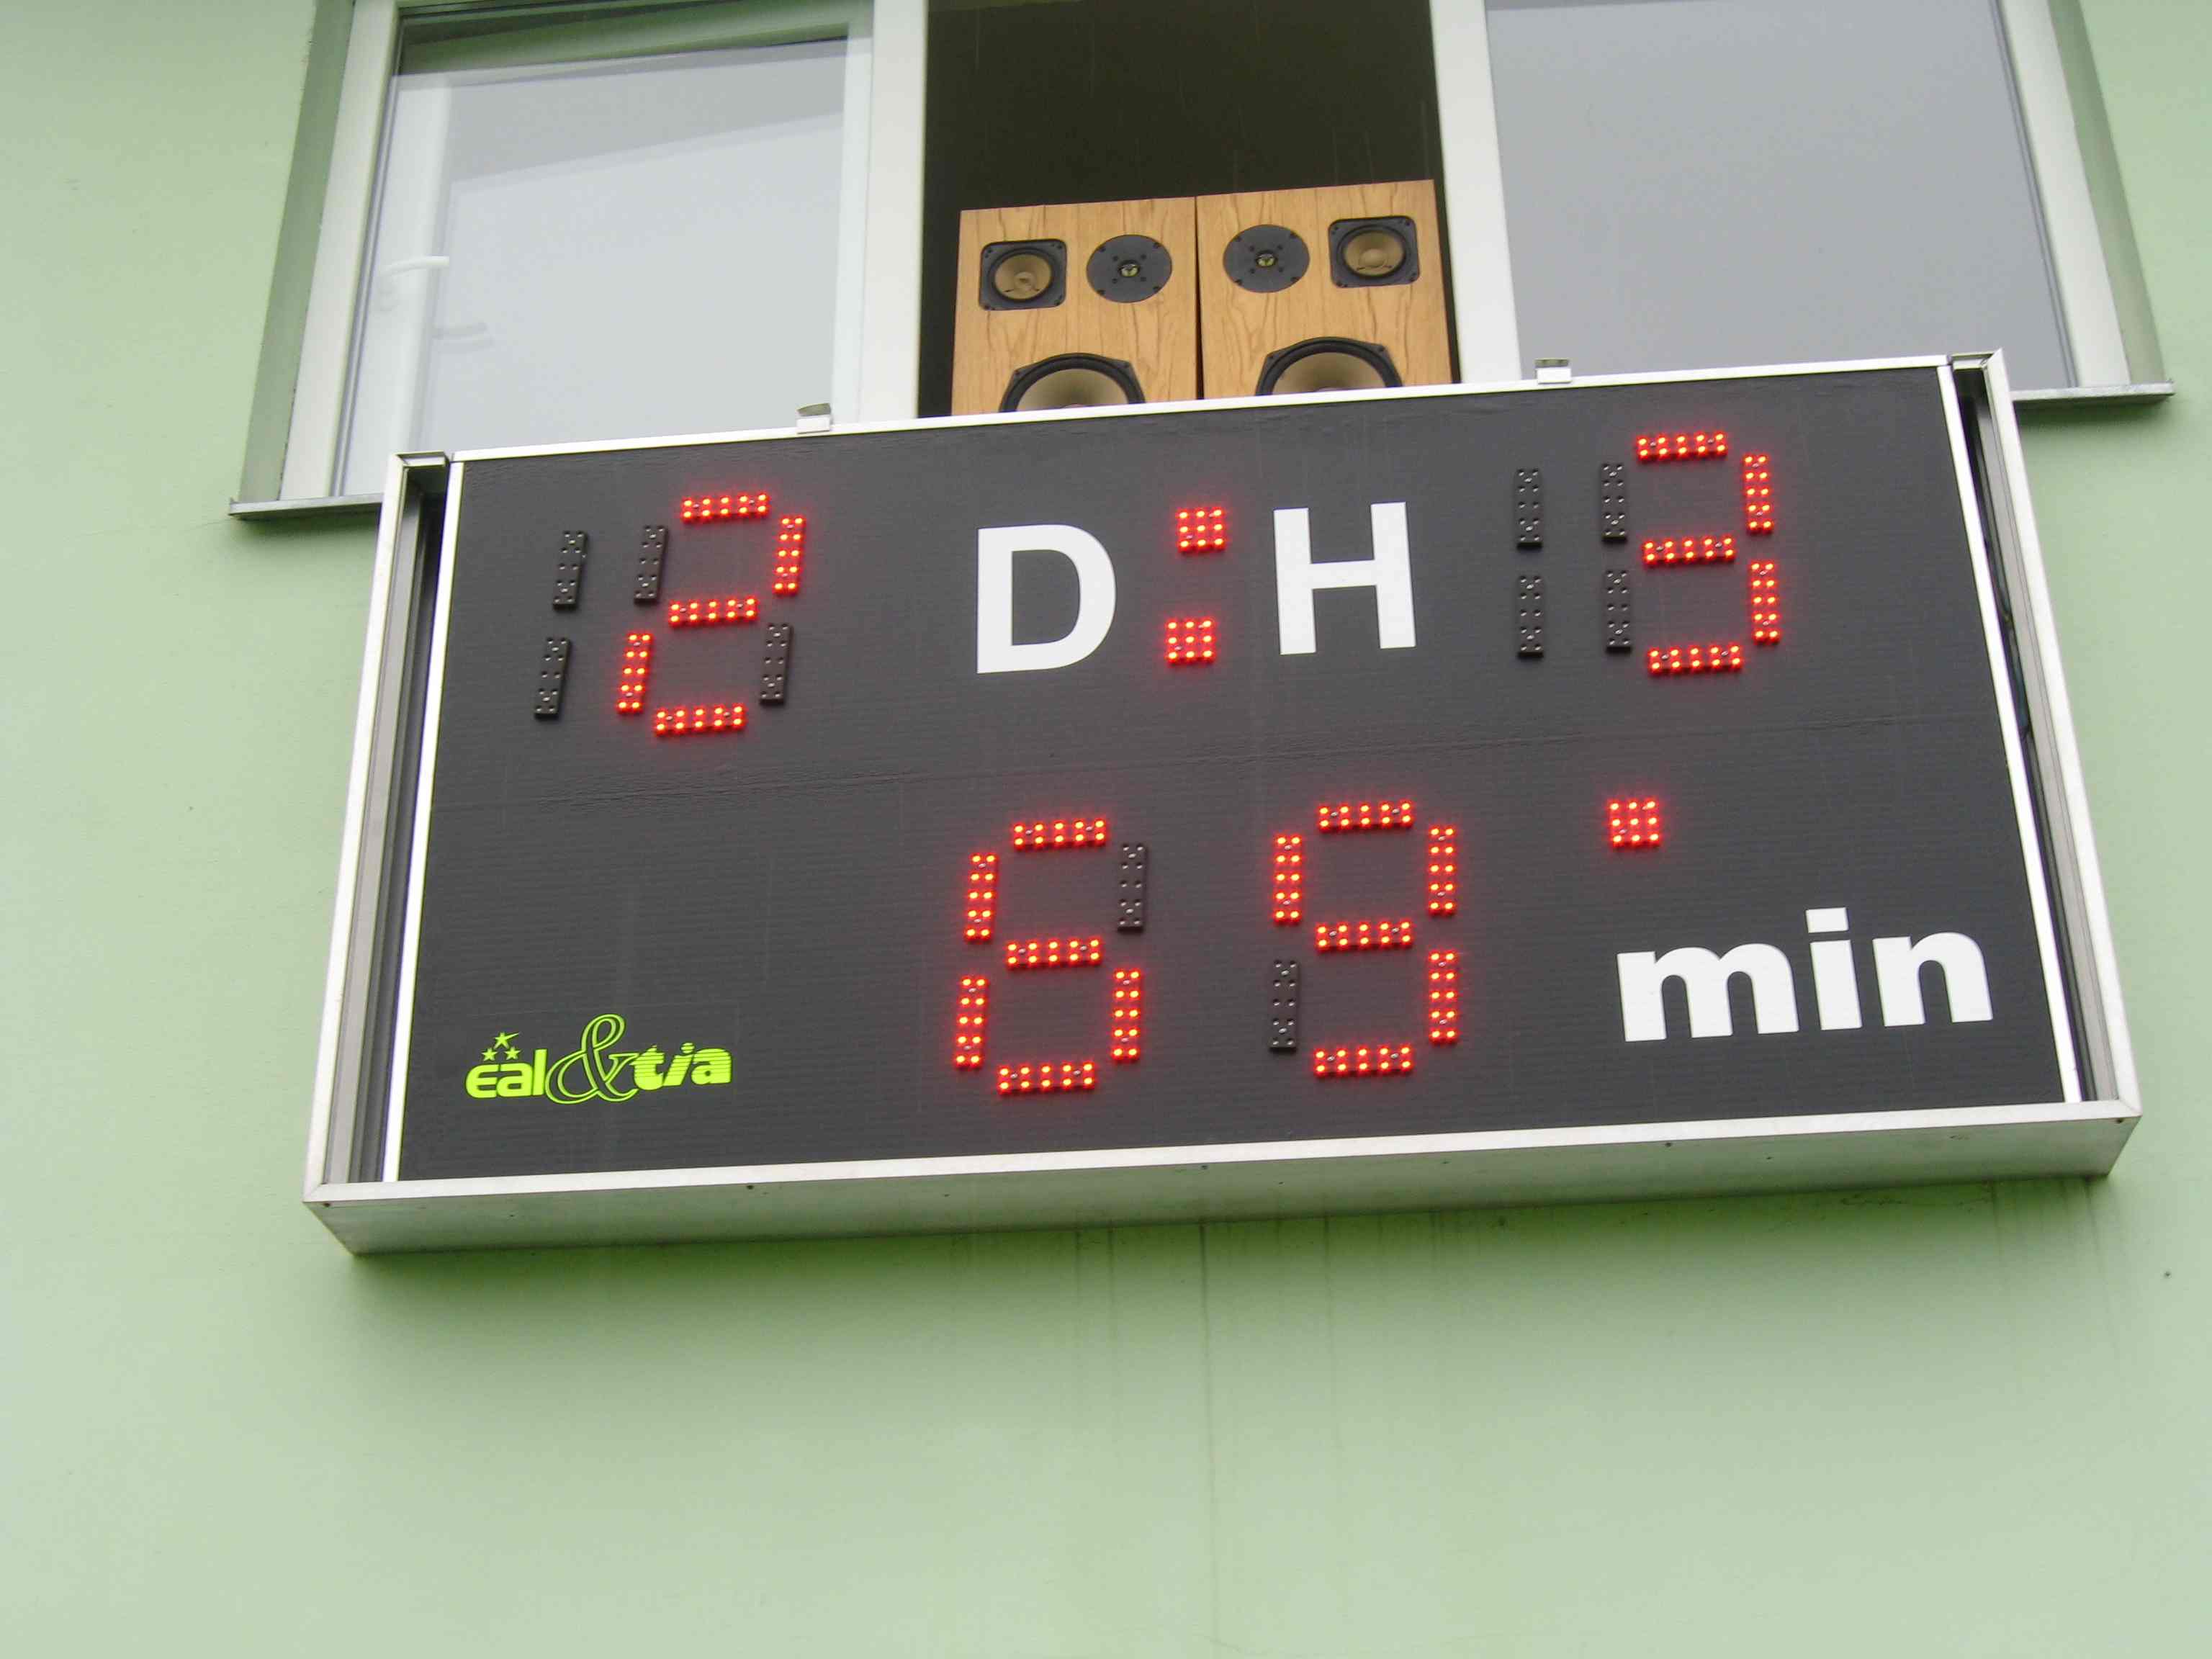 2 D : H 3
69 '
min
eal&tia